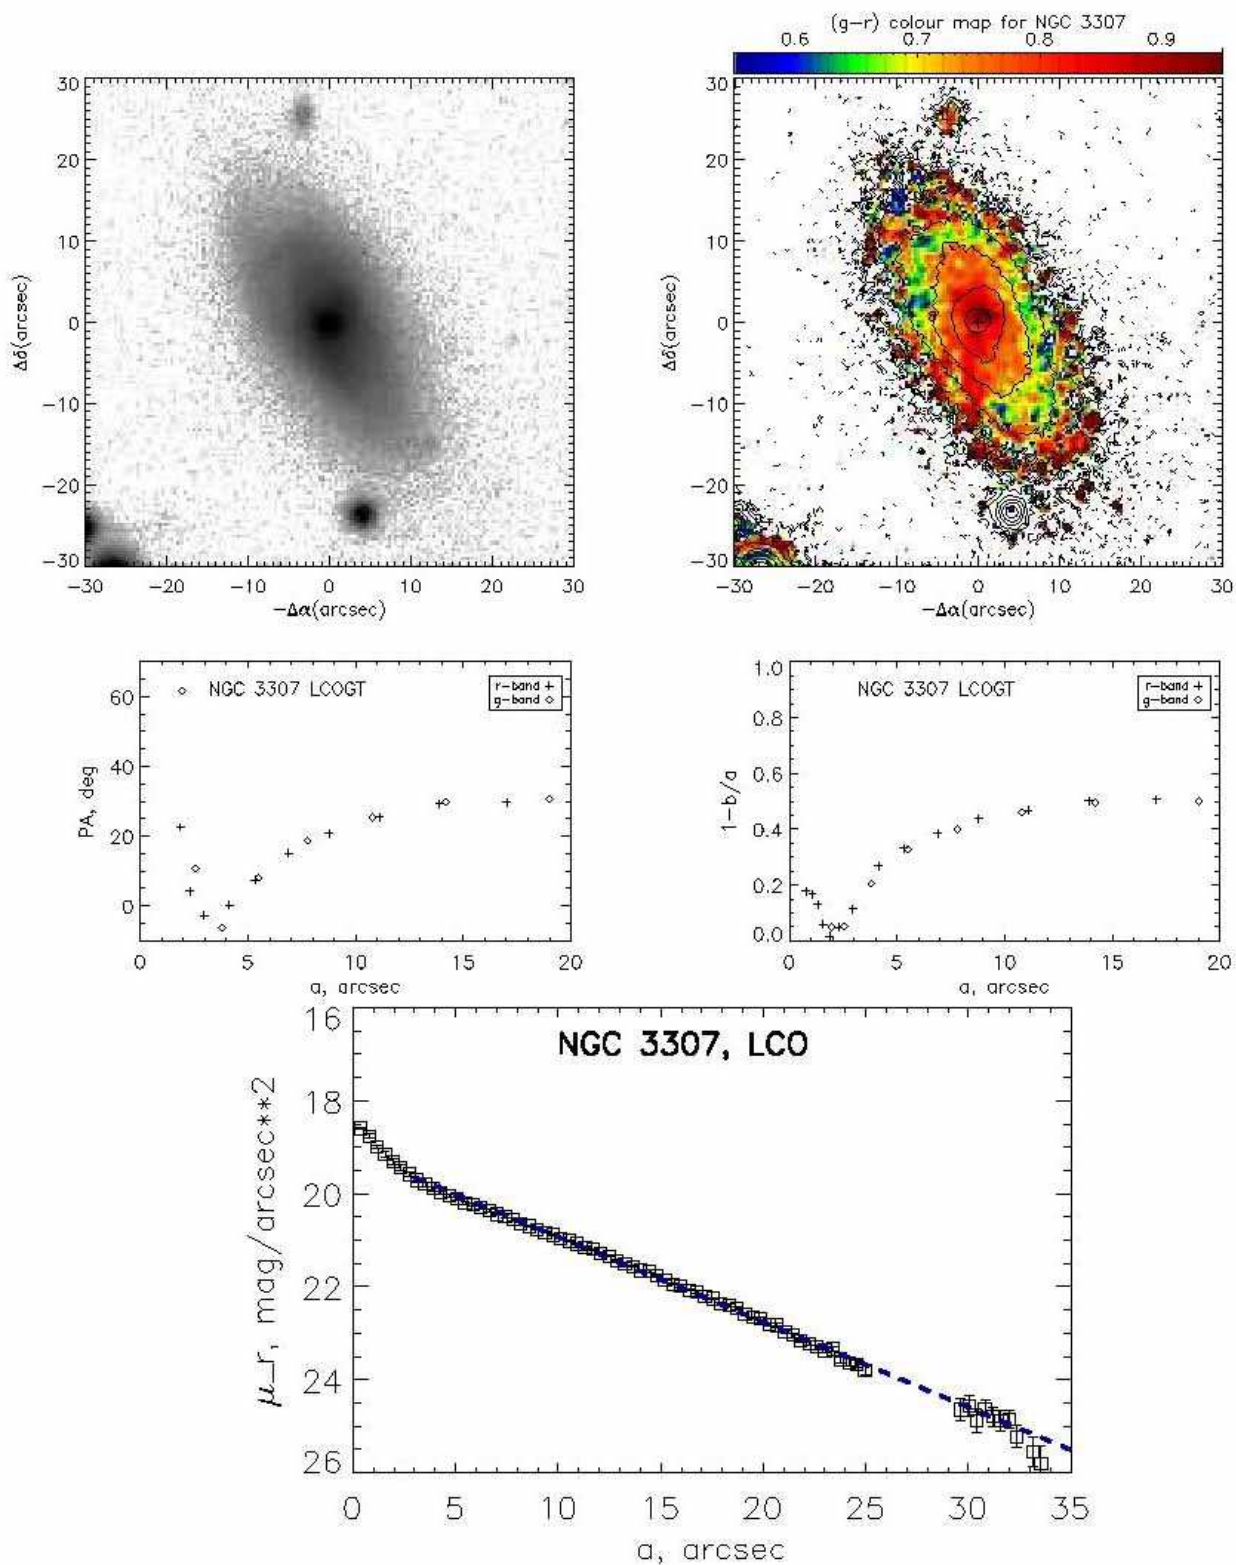 (g-r) colour map for NGC 3307
0.6 0.7 0.8 0.9
30
20
10
0
-10
-20
-30
Δδ(arcsec)
-30 -20 -10 0 10 20 30
-Δα(arcsec)
30
20
10
0
-10
-20
-30
Δδ(arcsec)
-30 -20 -10 0 10 20 30
-Δα(arcsec)
NGC 3307 LCOGT
r-band +
g-band ◇
60
40
20
0
PA, deg
0 5 10 15 20
a, arcsec
NGC 3307 LCOGT
r-band +
g-band ◇
1.0
0.8
0.6
0.4
0.2
0.0
1-b/a
0 5 10 15 20
a, arcsec
NGC 3307, LCO
16
18
20
22
24
26
μ_r, mag/arcsec**2
0 5 10 15 20 25 30 35
a, arcsec